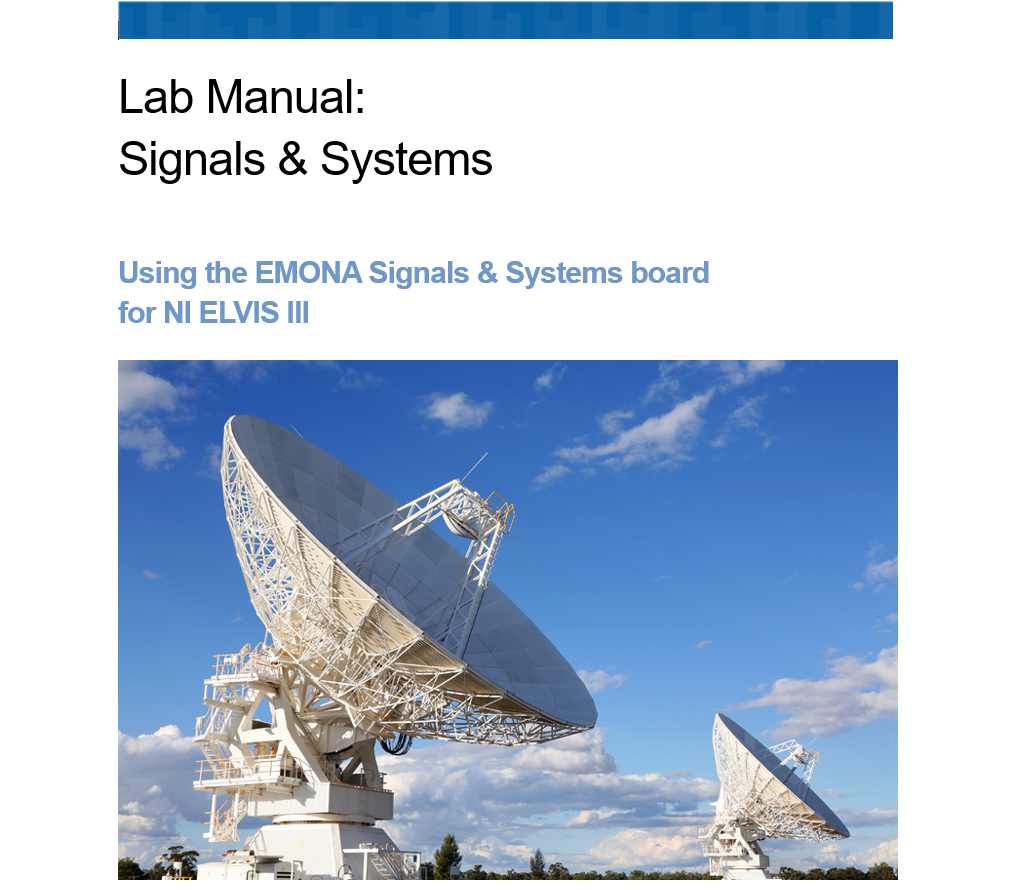 Lab Manual:
Signals & Systems
Using the EMONA Signals & Systems board
for NI ELVIS III